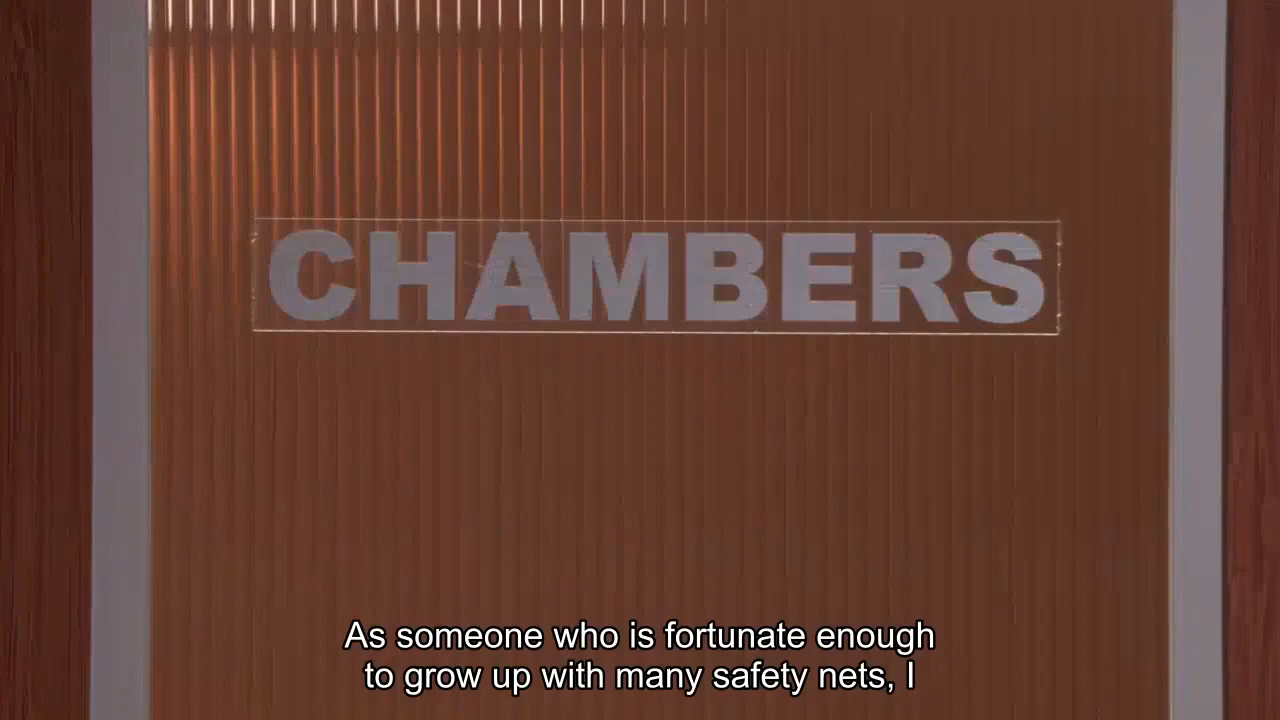 CHAMBERS
As someone who is fortunate enough
to grow up with many safety nets, I